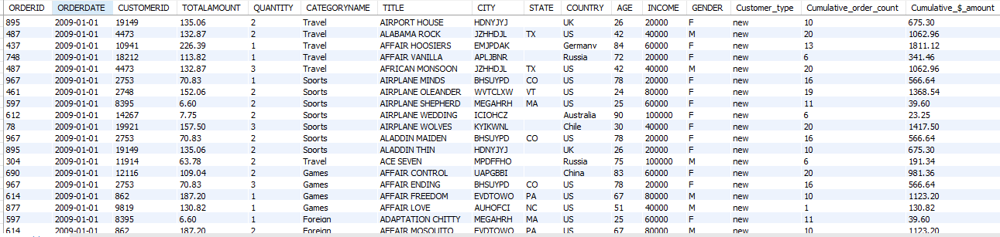 ORDERID ORDERDATE CUSTOMERID TOTALAMOUNT QUANTITY CATEGORYNAME TITLE CITY STATE COUNTRY AGE INCOME GENDER Customer_type Cumulative_order_count Cumulative_$_amount
895 2009-01-01 19149 135.06 2 Travel AIRPORT HOUSE HDNYJYJ UK 26 20000 F new 10 675.30
487 2009-01-01 4473 132.87 2 Travel ALABAMA ROCK JZHHDJL TX US 42 40000 M new 20 1062.96
437 2009-01-01 10941 226.39 1 Travel AFFAIR HOOSIERS EMJPDAK Germany 84 60000 F new 13 1811.12
748 2009-01-01 18212 113.82 1 Travel AFFAIR VANILLA APLJBNR Russia 72 20000 F new 6 341.46
487 2009-01-01 4473 132.87 3 Travel AFRICAN MONSOON JZHHDJL TX US 42 40000 M new 20 1062.96
967 2009-01-01 2753 70.83 1 Sports AIRPLANE MINDS BHSUYPD CO US 78 20000 F new 16 566.64
461 2009-01-01 2748 152.06 2 Sports AIRPLANE OLEANDER WVTCLXW VT US 24 80000 F new 19 1368.54
597 2009-01-01 8395 6.60 2 Sports AIRPLANE SHEPHERD MEGAHRH MA US 25 60000 F new 11 39.60
612 2009-01-01 14267 7.75 2 Sports AIRPLANE WEDDING ICIOHCZ Australia 90 100000 F new 6 23.25
78 2009-01-01 19921 157.50 3 Sports AIRPLANE WOLVES KYIKWNL Chile 30 40000 F new 20 1417.50
967 2009-01-01 2753 70.83 2 Sports ALADDIN MAIDEN BHSUYPD CO US 78 20000 F new 16 566.64
895 2009-01-01 19149 135.06 2 Sports ALADDIN THIN HDNYJYJ UK 26 20000 F new 10 675.30
304 2009-01-01 11914 63.78 2 Travel ACE SEVEN MPDFFHO Russia 75 100000 M new 6 191.34
690 2009-01-01 12116 109.04 2 Games AFFAIR CONTROL UAPGBBI China 83 60000 F new 20 981.36
967 2009-01-01 2753 70.83 3 Games AFFAIR ENDING BHSUYPD CO US 78 20000 F new 16 566.64
614 2009-01-01 862 187.20 1 Games AFFAIR FREEDOM EVDTOWO PA US 67 80000 M new 10 1123.20
877 2009-01-01 9819 130.82 1 Games AFFAIR LOVE AUHOFCI NC US 51 40000 M new 1 130.82
597 2009-01-01 8395 6.60 1 Foreign ADAPTATION CHITTY MEGAHRH MA US 25 60000 F new 11 39.60
614 2009-01-01 862 187.20 2 Foreign AFFAIR MOSQUITO EVDTOWO PA US 67 80000 M new 10 1123.20